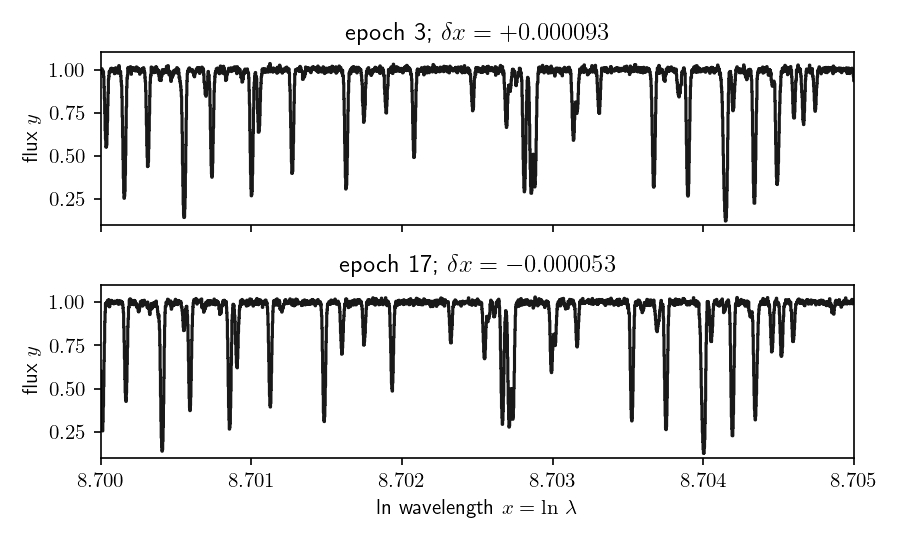 epoch 3; δx = +0.000093
1.00
0.75
0.50
0.25
flux y
epoch 17; δx = −0.000053
1.00
0.75
0.50
0.25
flux y
8.700 8.701 8.702 8.703 8.704 8.705
ln wavelength x = ln λ